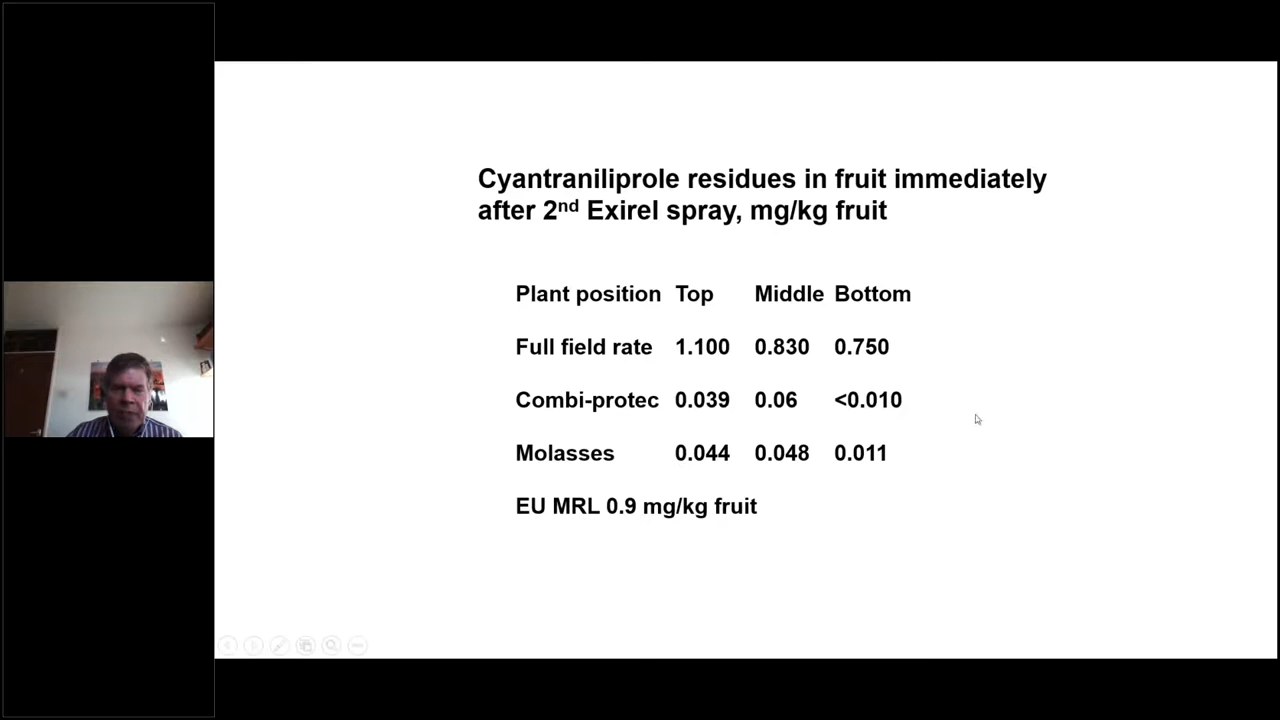 Cyantraniliprole residues in fruit immediately
after 2nd Exirel spray, mg/kg fruit
Plant position Top Middle Bottom
Full field rate 1.100 0.830 0.750
Combi-protec 0.039 0.06 <0.010
Molasses 0.044 0.048 0.011
EU MRL 0.9 mg/kg fruit